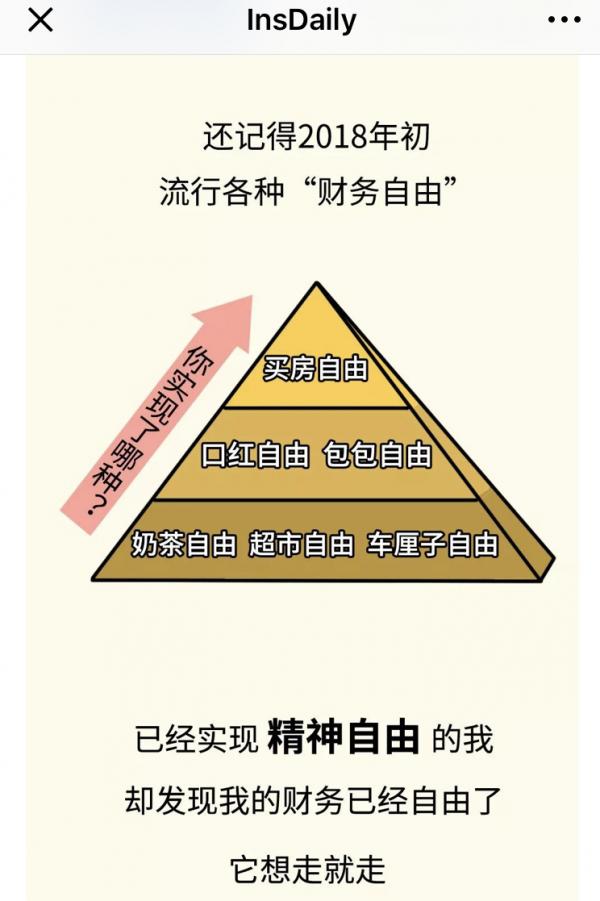 InsDaily
还记得2018年初
流行各种“财务自由”
你实现了哪种？
买房自由
口红自由 包包自由
奶茶自由 超市自由 车厘子自由
已经实现 精神自由 的我
却发现我的财务已经自由了
它想走就走